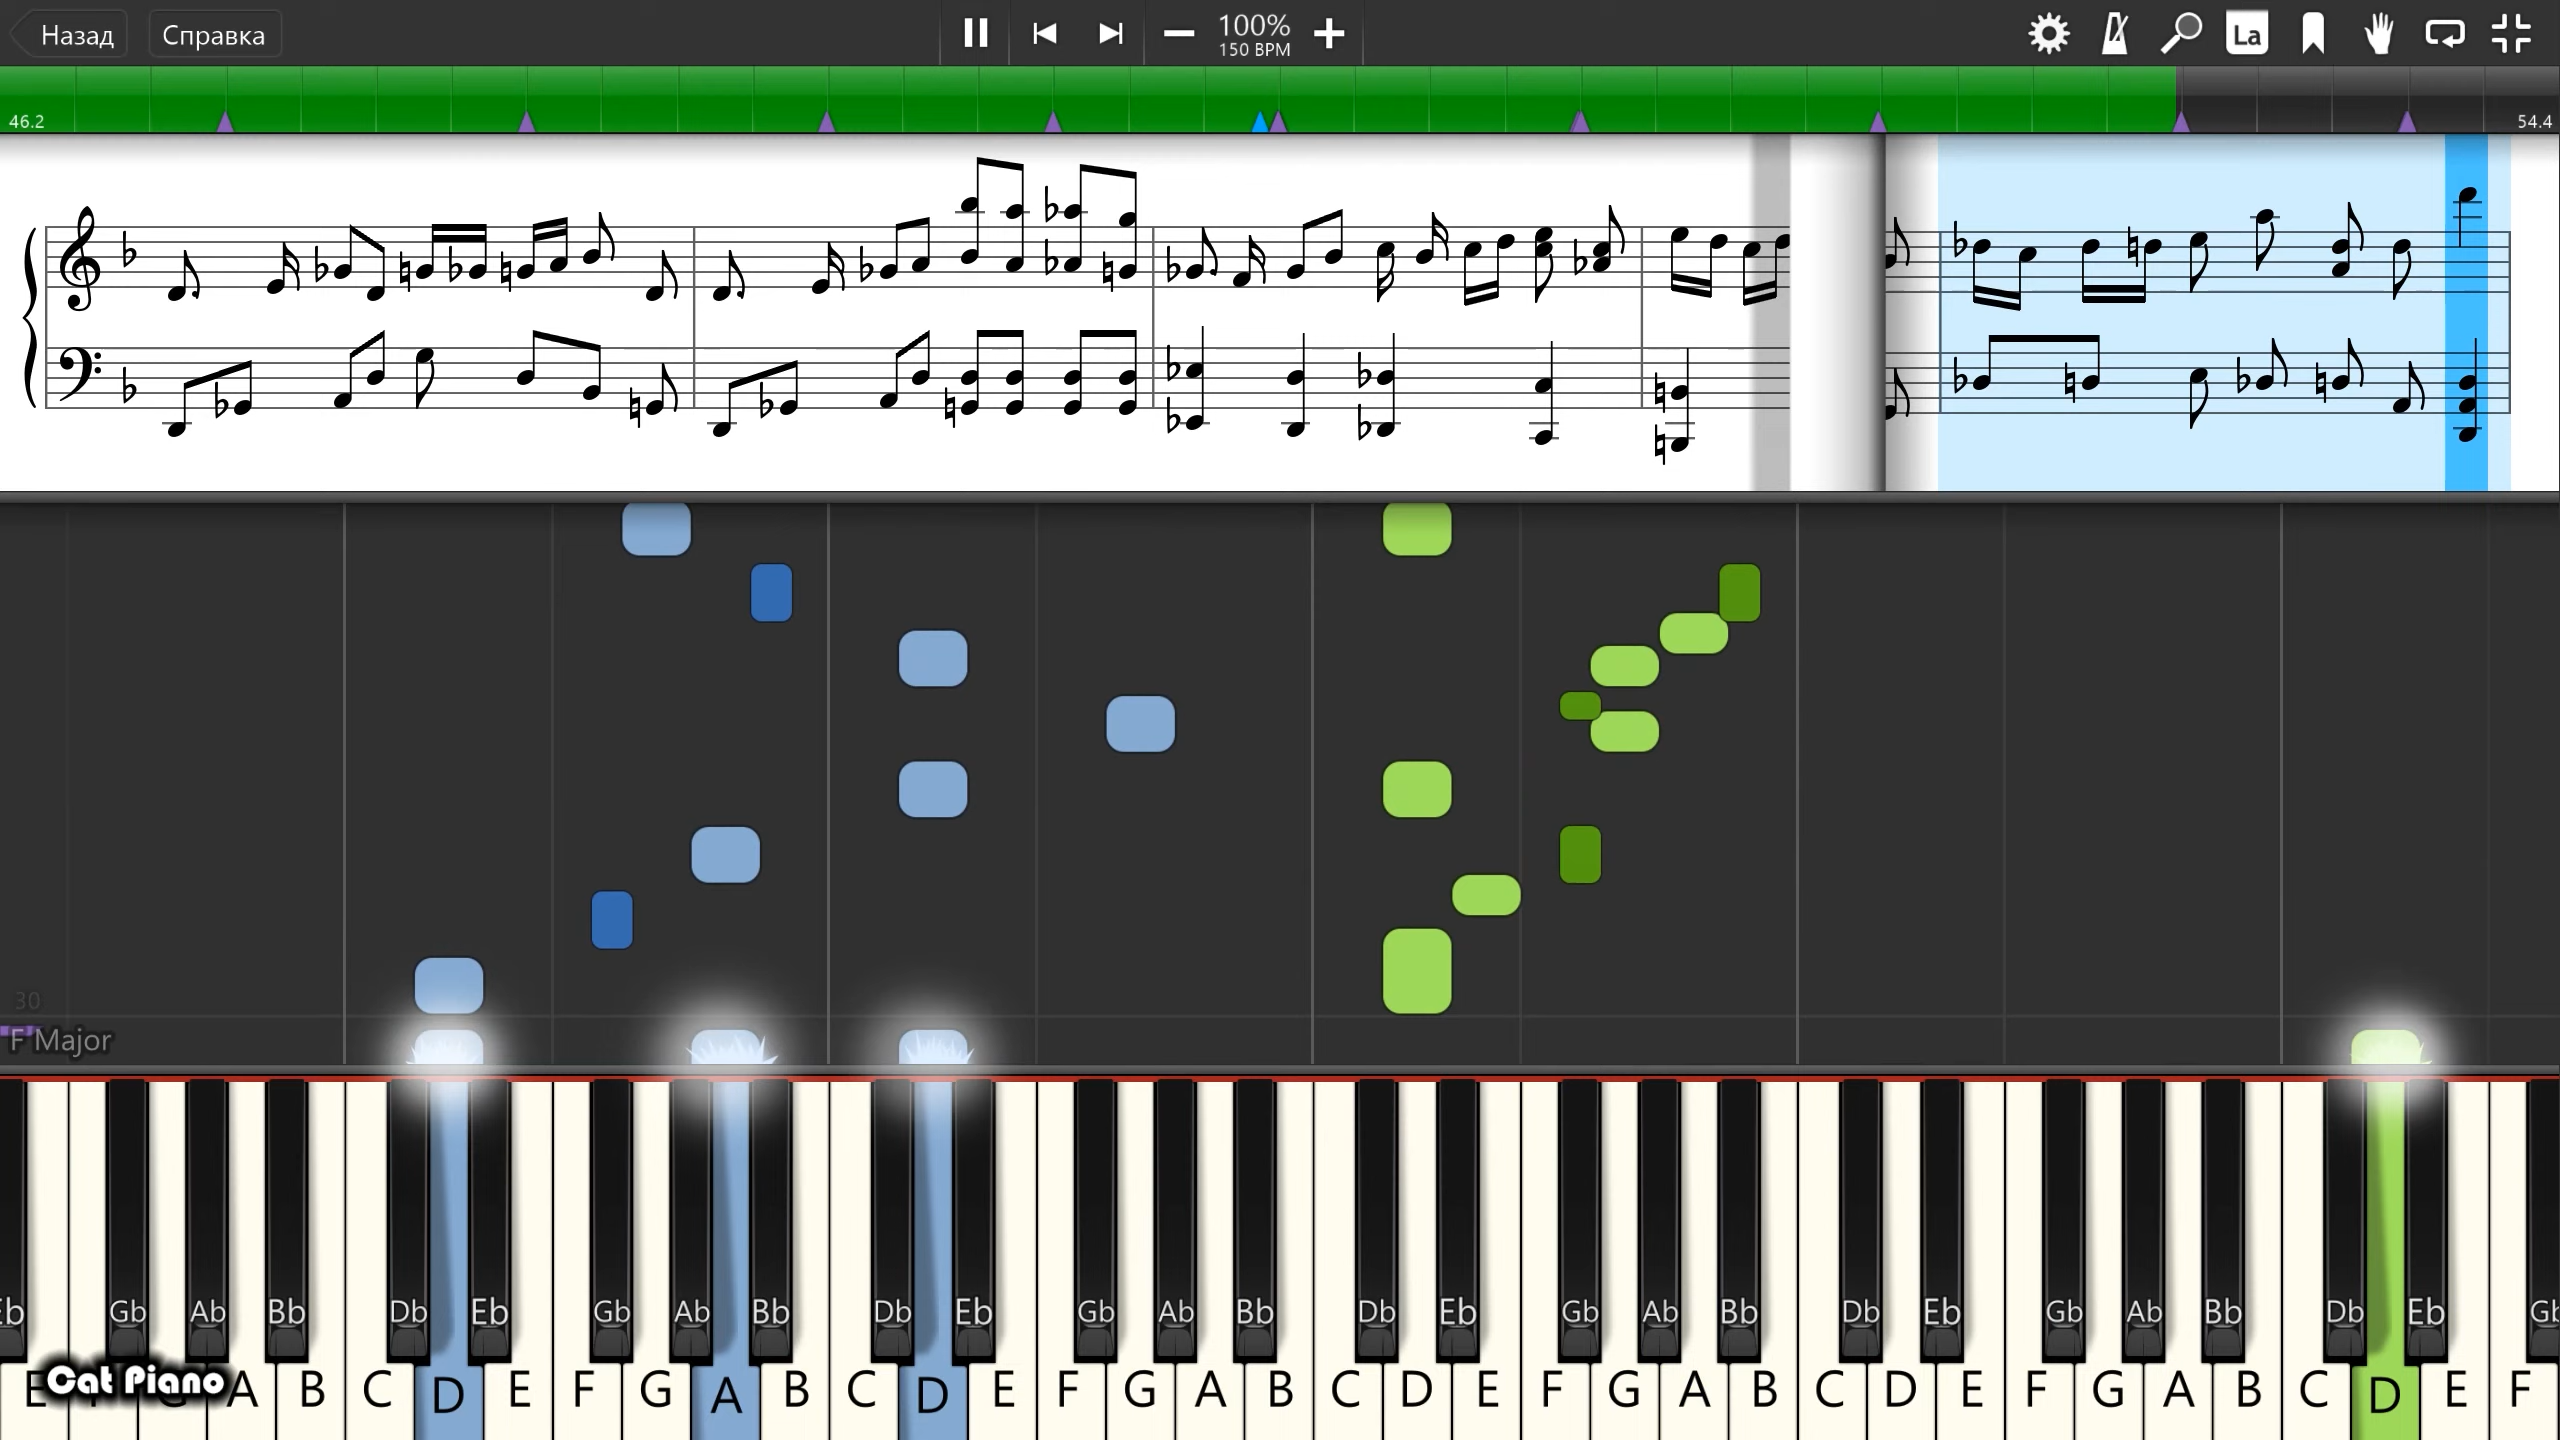 Назад Справка 100% La
150 BPM
46.2 54.4
30
F Major
Eb Gb Ab Bb Db Eb Gb Ab Bb Db Eb Gb Ab Bb Db Eb Gb Ab Bb Db Eb Gb Ab Bb Db Eb Gb
E F G A B C D E F G A B C D E F G A B C D E F G A B C D E F G A B C D E F
Cat Piano